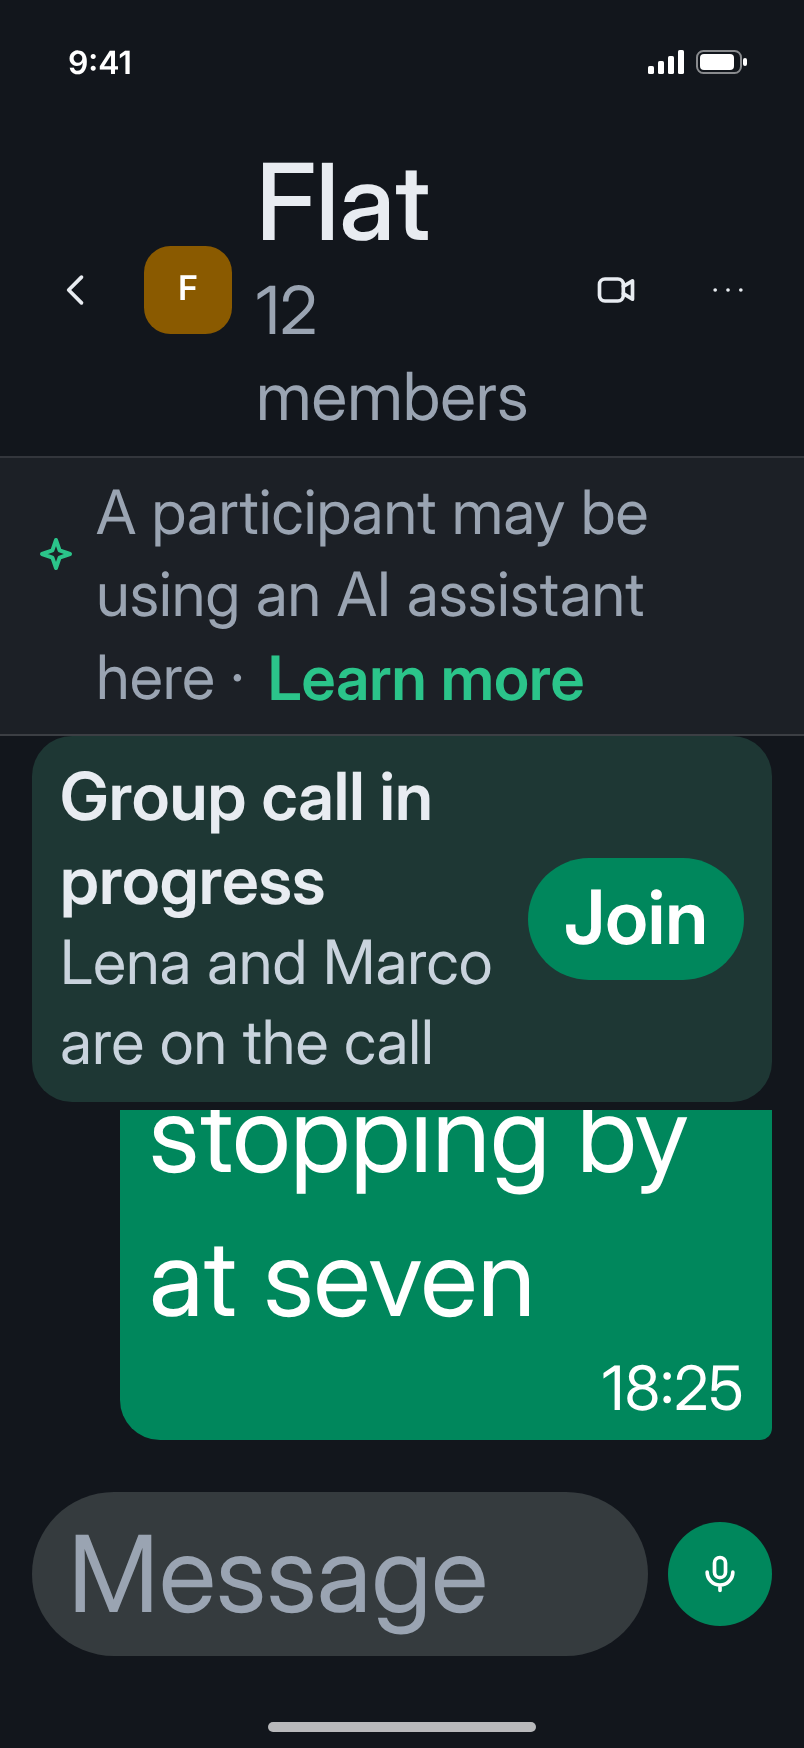 9:41
Flat
F
12
members
A participant may be
using an AI assistant
here · Learn more
Group call in
progress
Lena and Marco
are on the call
Join
stopping by
at seven
18:25
Message